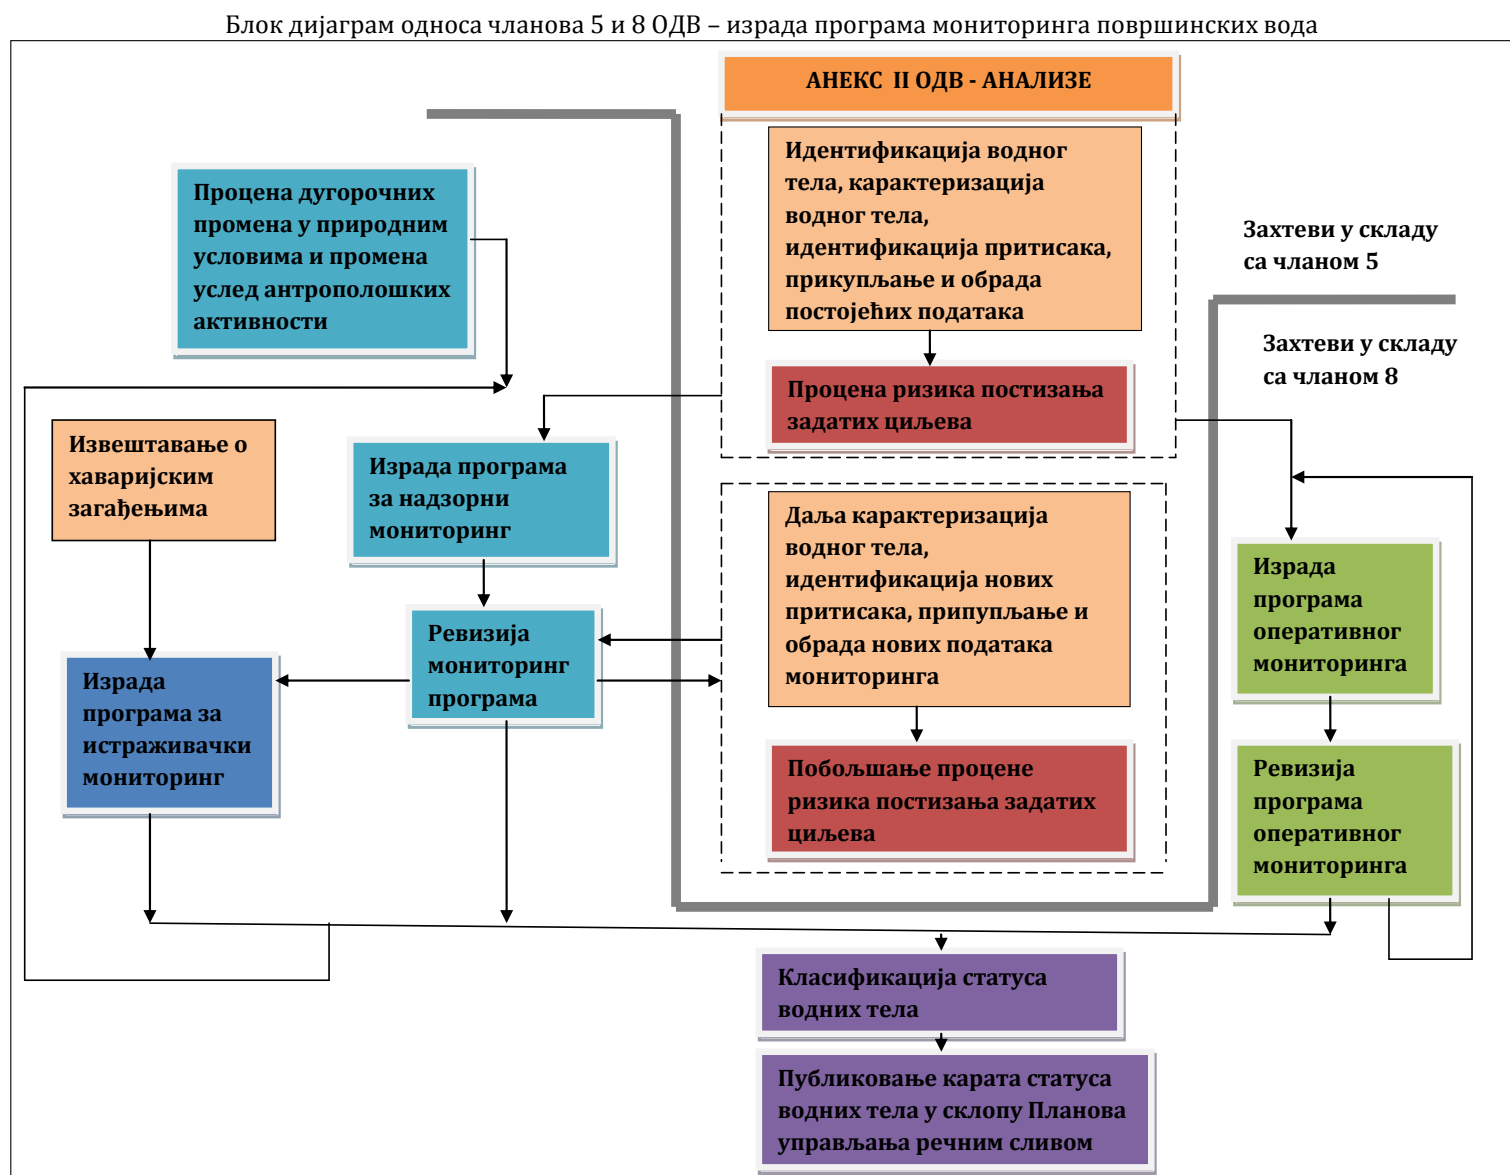 Блок дијаграм односа чланова 5 и 8 ОДВ – израда програма мониторинга површинских вода
АНЕКС II ОДВ - АНАЛИЗЕ
Идентификација водног
тела, карактеризација
водног тела,
идентификација притисака,
прикупљање и обрада
постојећих података
Процена дугорочних
промена у природним
условима и промена
услед антрополошких
активности
Захтеви у складу
са чланом 5
Захтеви у складу
са чланом 8
Процена ризика постизања
задатих циљева
Извештавање о
хаваријским
загађењима
Израда програма
за надзорни
мониторинг
Даља карактеризација
водног тела,
идентификација нових
притисака, припупљање и
обрада нових података
мониторинга
Израда
програма
оперативног
мониторинга
Ревизија
мониторинг
програма
Израда
програма за
истраживачки
мониторинг
Побољшање процене
ризика постизања задатих
циљева
Ревизија
програма
оперативног
мониторинга
Класификација статуса
водних тела
Публиковање карата статуса
водних тела у склопу Планова
управљања речним сливом